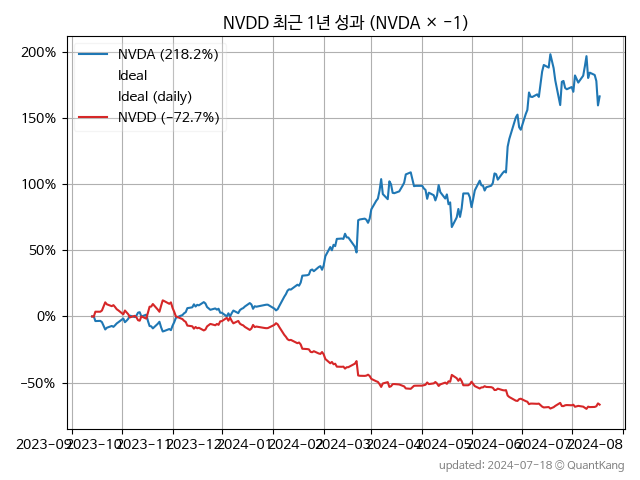 NVDD 최근 1년 성과 (NVDA × −1)
NVDA (218.2%)
Ideal
Ideal (daily)
NVDD (−72.7%)
200%
150%
100%
50%
0%
−50%
2023−09 2023−10 2023−11 2023−12 2024−01 2024−02 2024−03 2024−04 2024−05 2024−06 2024−07 2024−08
updated: 2024-07-18 © QuantKang